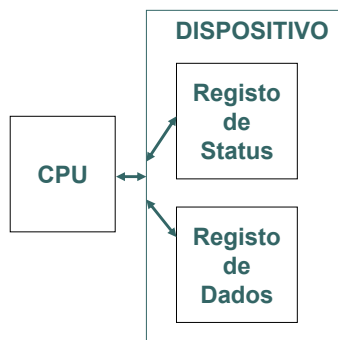 DISPOSITIVO
Registo
de
Status
CPU
Registo
de
Dados